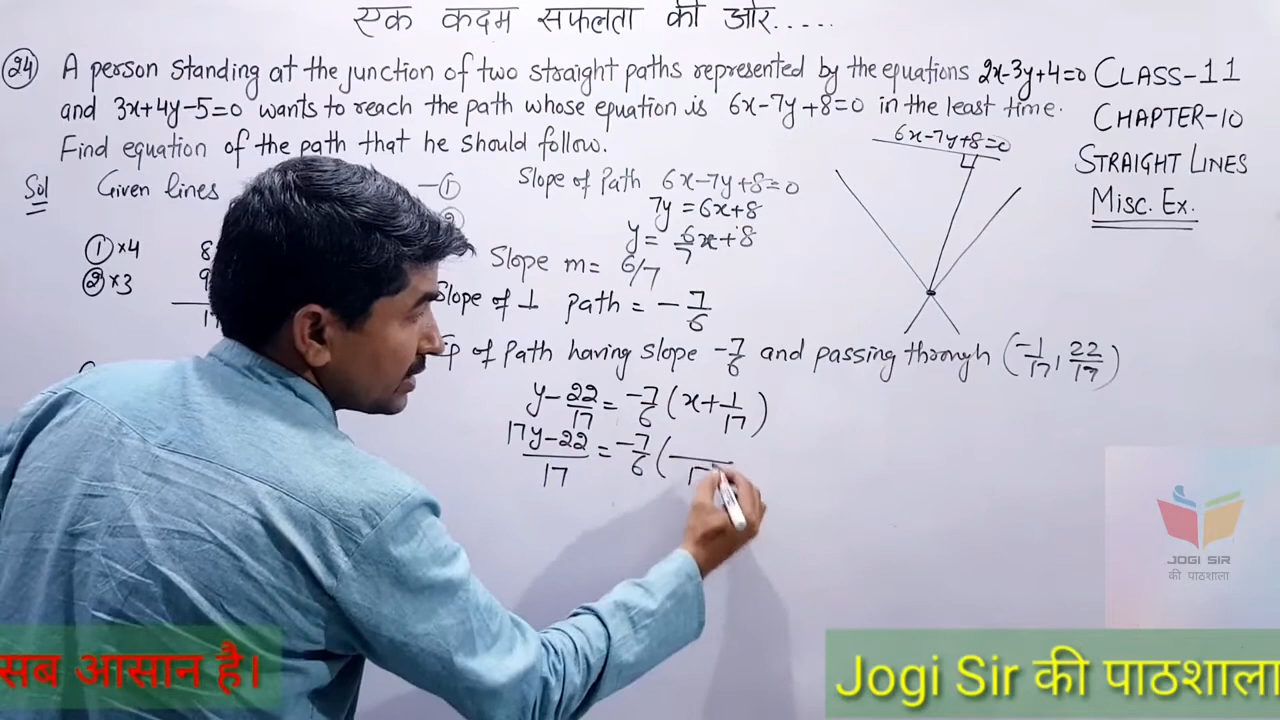 एक कदम सफलता की ओर.....
24 A person standing at the junction of two straight paths represented by the equations 2x-3y+4=0
and 3x+4y-5=0 wants to reach the path whose equation is 6x-7y+8=0 in the least time.
Find equation of the path that he should follow.
CLASS-11
CHAPTER-10
STRAIGHT LINES
Misc. Ex.
6x-7y+8=0
Sol Given lines —①
②
①×4 8
②×3 9
1
Slope of Path 6x-7y+8=0
7y=6x+8
y= 6/7 x+8
Slope m= 6/7
Slope of ⊥ path = -7/6
of Path having slope -7/6 and passing through (-1/17, 22/17)
y-22/17 = -7/6 (x+1/17)
17y-22/17 = -7/6 (
JOGI SIR
की पाठशाला
सब आसान है।
Jogi Sir की पाठशाला